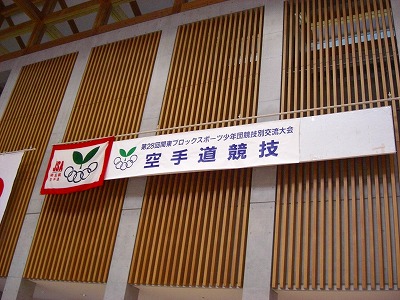 第28回関東ブロックスポーツ少年団競技別交流大会
空手道競技